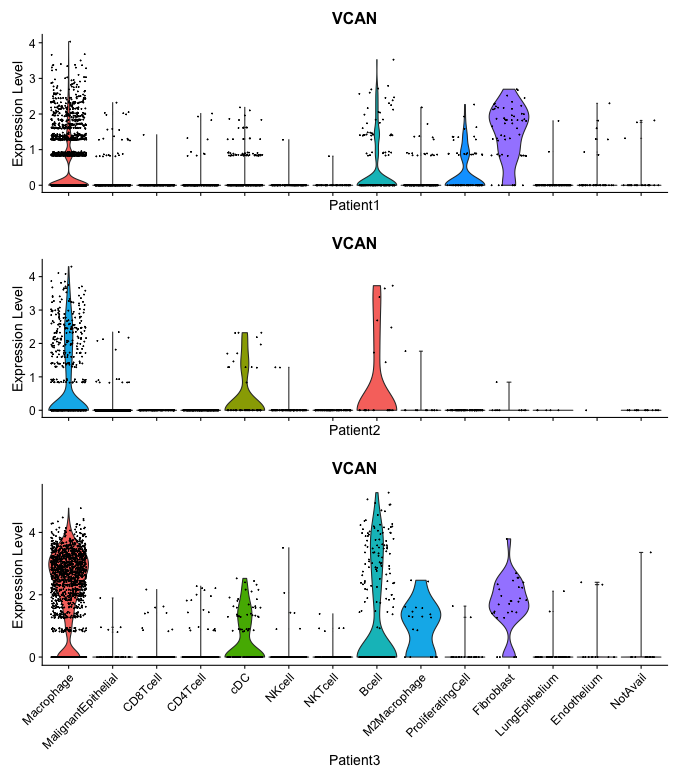 VCAN
Expression Level
4
3
2
1
0
Patient1
VCAN
Expression Level
4
3
2
1
0
Patient2
VCAN
Expression Level
4
2
0
Macrophage
MalignantEpithelial
CD8Tcell
CD4Tcell
cDC
NKcell
NKTcell
Bcell
M2Macrophage
ProliferatingCell
Fibroblast
LungEpithelium
Endothelium
NotAvail
Patient3